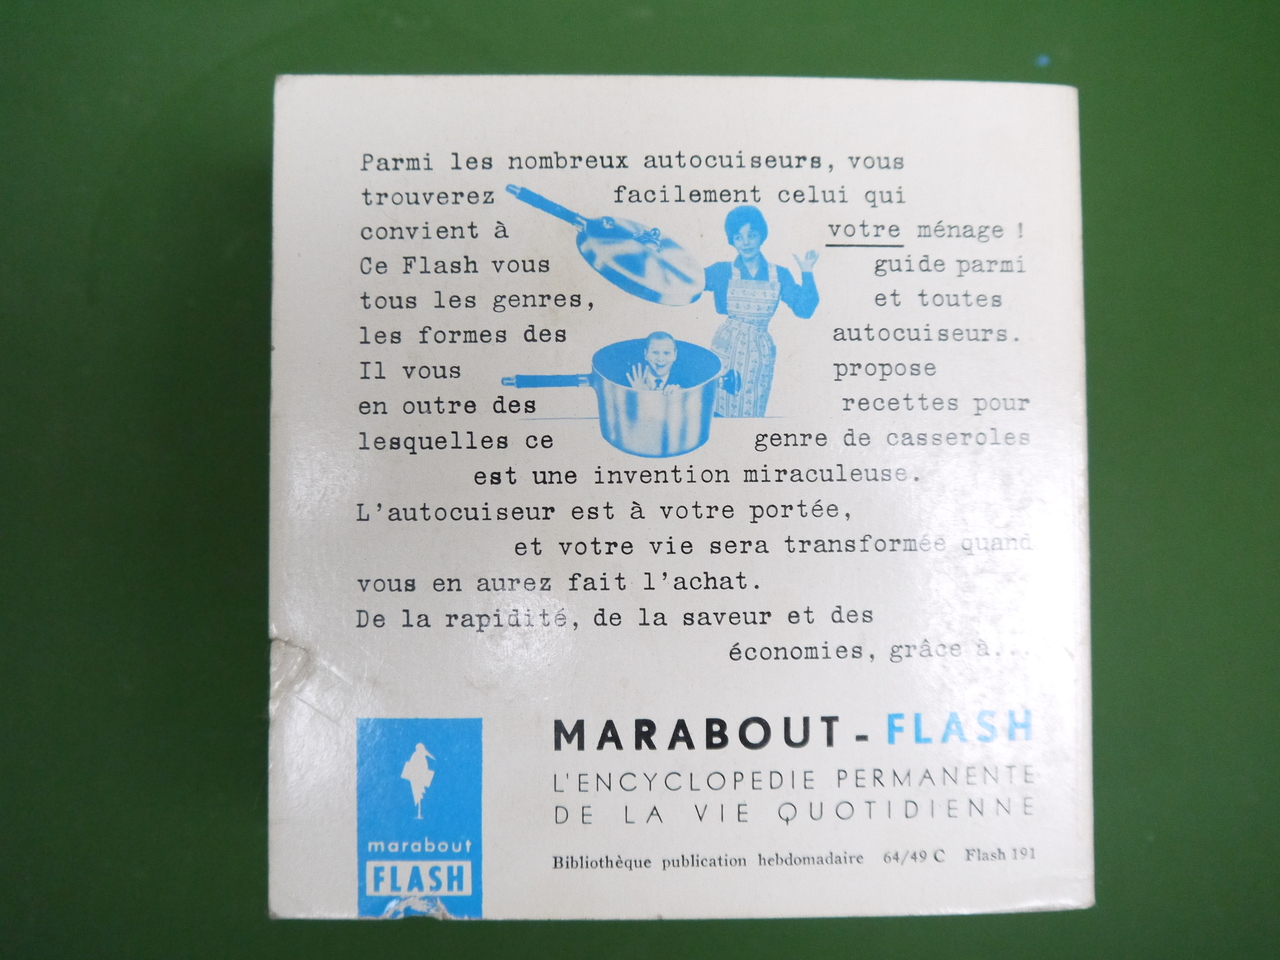 Parmi les nombreux autocuiseurs, vous
trouverez facilement celui qui
convient à votre ménage !
Ce Flash vous guide parmi
tous les genres, et toutes
les formes des autocuiseurs.
Il vous propose
en outre des recettes pour
lesquelles ce genre de casseroles
est une invention miraculeuse.
L'autocuiseur est à votre portée,
et votre vie sera transformée quand
vous en aurez fait l'achat.
De la rapidité, de la saveur et des
économies, grâce à...
MARABOUT - FLASH
L'ENCYCLOPEDIE PERMANENTE
DE LA VIE QUOTIDIENNE
Bibliothèque publication hebdomadaire 64/49 C Flash 191
marabout
FLASH